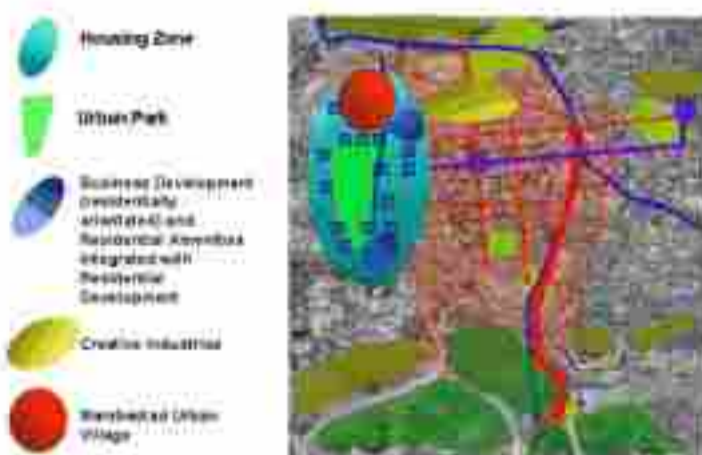 Housing Zone
Urban Park
Business Development
(residentially
orientated) and
Residential Amenities
Integrated with
Residential
Development
Creative Industries
Urban
Village